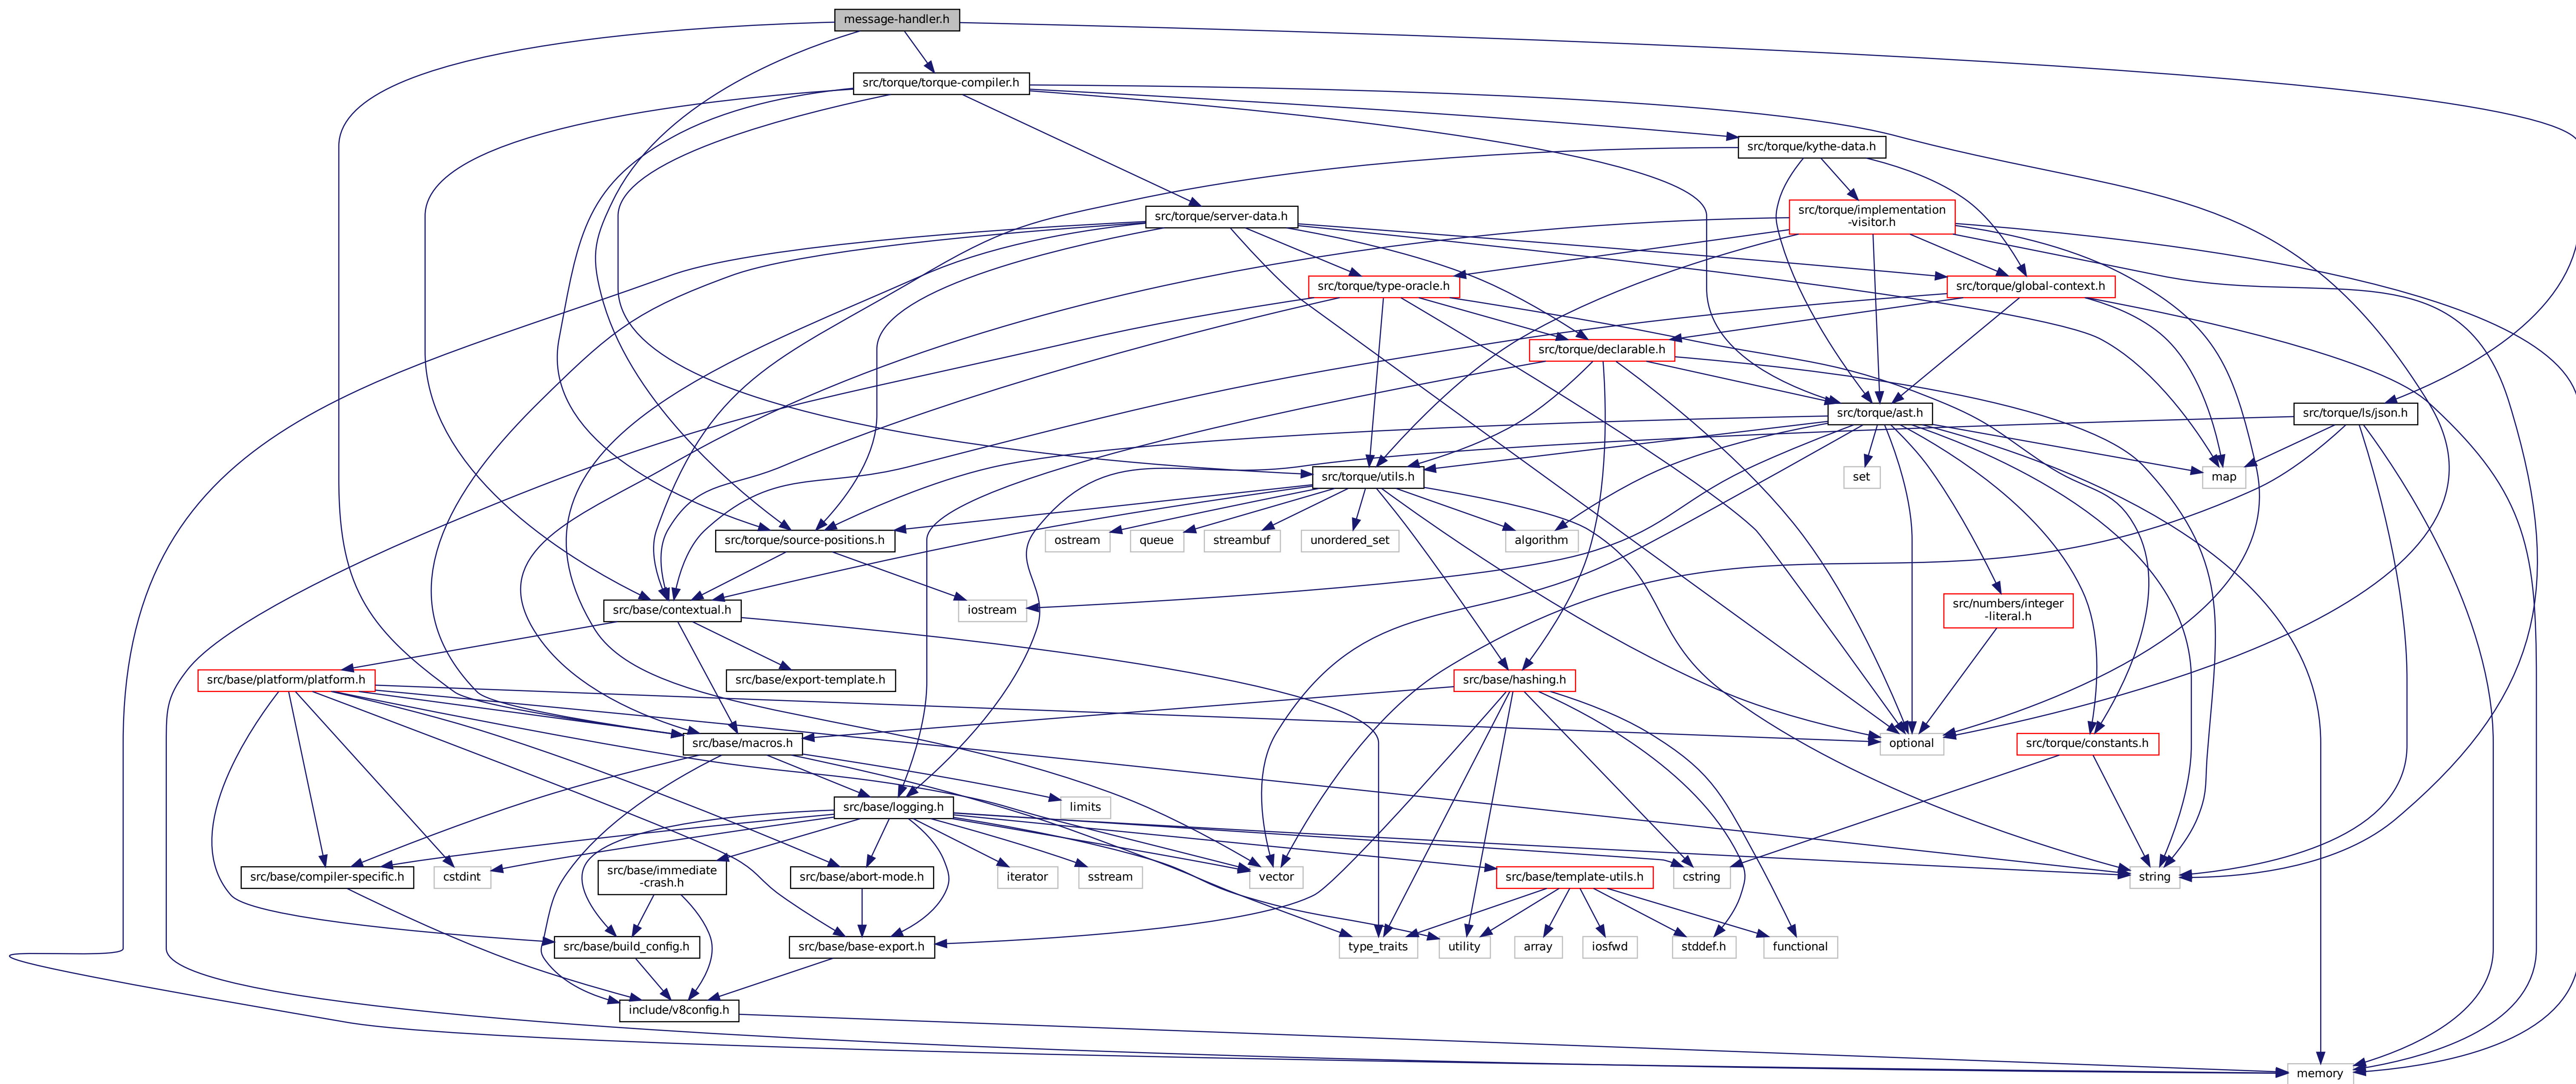 message-handler.h
src/torque/torque-compiler.h
src/torque/kythe-data.h
src/torque/server-data.h
src/torque/implementation
-visitor.h
src/torque/type-oracle.h
src/torque/global-context.h
src/torque/declarable.h
src/torque/ast.h
src/torque/ls/json.h
src/torque/utils.h
set
map
src/torque/source-positions.h
ostream
queue
streambuf
unordered_set
algorithm
src/base/contextual.h
iostream
src/numbers/integer
-literal.h
src/base/platform/platform.h
src/base/export-template.h
src/base/hashing.h
src/base/macros.h
optional
src/torque/constants.h
src/base/logging.h
limits
src/base/compiler-specific.h
cstdint
src/base/immediate
-crash.h
src/base/abort-mode.h
iterator
sstream
vector
src/base/template-utils.h
cstring
string
src/base/build_config.h
src/base/base-export.h
type_traits
utility
array
iosfwd
stddef.h
functional
include/v8config.h
memory